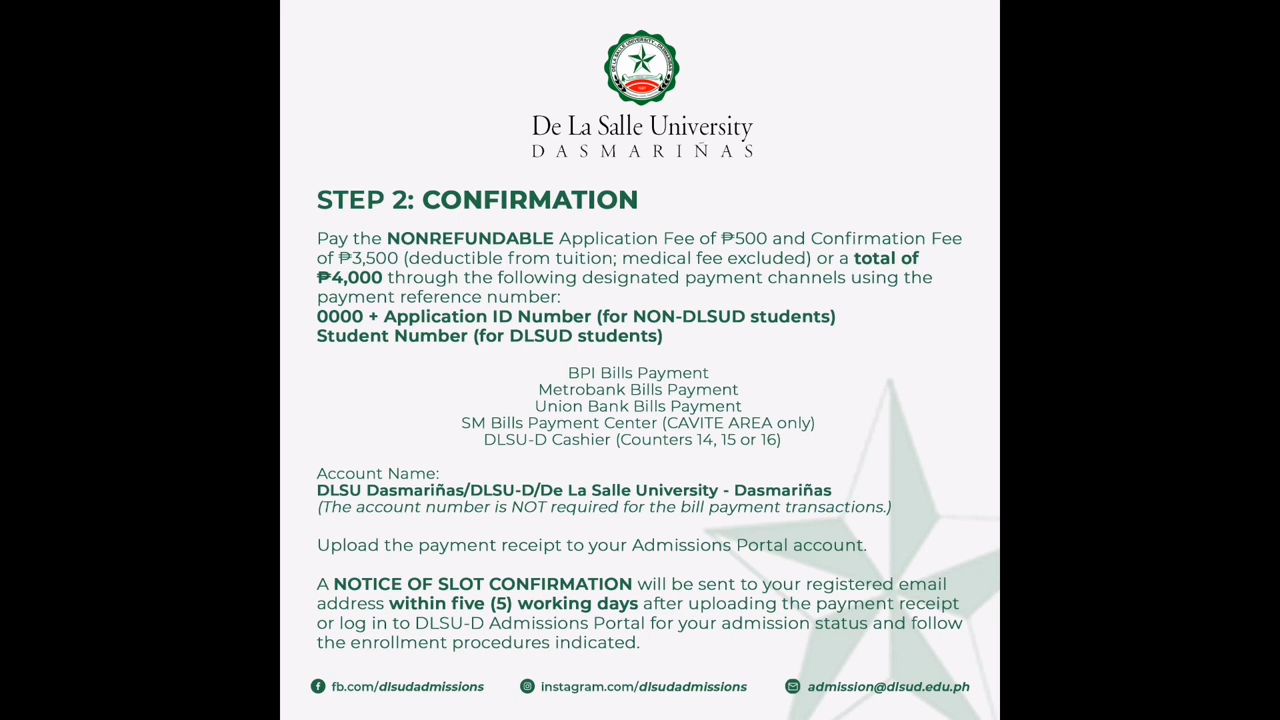 De La Salle University
DASMARIÑAS
STEP 2: CONFIRMATION
Pay the NONREFUNDABLE Application Fee of ₱500 and Confirmation Fee
of ₱3,500 (deductible from tuition; medical fee excluded) or a total of
₱4,000 through the following designated payment channels using the
payment reference number:
0000 + Application ID Number (for NON-DLSUD students)
Student Number (for DLSUD students)
BPI Bills Payment
Metrobank Bills Payment
Union Bank Bills Payment
SM Bills Payment Center (CAVITE AREA only)
DLSU-D Cashier (Counters 14, 15 or 16)
Account Name:
DLSU Dasmariñas/DLSU-D/De La Salle University - Dasmariñas
(The account number is NOT required for the bill payment transactions.)
Upload the payment receipt to your Admissions Portal account.
A NOTICE OF SLOT CONFIRMATION will be sent to your registered email
address within five (5) working days after uploading the payment receipt
or log in to DLSU-D Admissions Portal for your admission status and follow
the enrollment procedures indicated.
fb.com/dlsudadmissions
instagram.com/dlsudadmissions
admission@dlsud.edu.ph